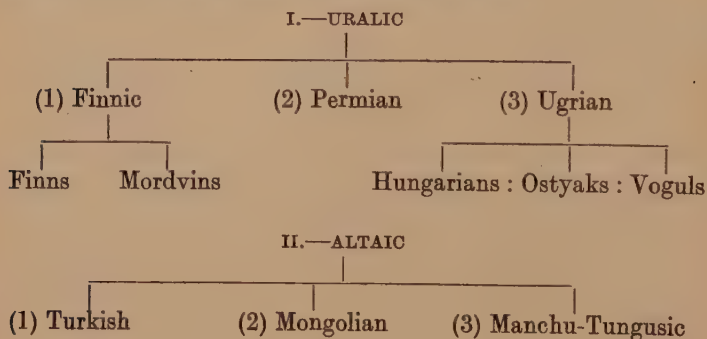 I.—URALIC
(1) Finnic (2) Permian (3) Ugrian
Finns Mordvins Hungarians : Ostyaks : Voguls
II.—ALTAIC
(1) Turkish (2) Mongolian (3) Manchu-Tungusic